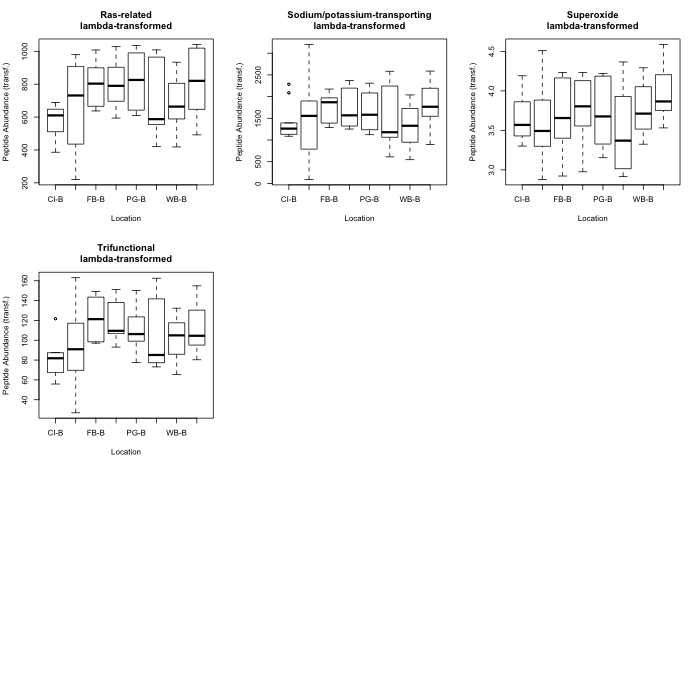 Ras-related
lambda-transformed
Peptide Abundance (transf.)
1000
800
600
400
200
CI-B FB-B PG-B WB-B
Location
Sodium/potassium-transporting
lambda-transformed
Peptide Abundance (transf.)
2500
1500
500
0
CI-B FB-B PG-B WB-B
Location
Superoxide
lambda-transformed
Peptide Abundance (transf.)
4.5
4.0
3.5
3.0
CI-B FB-B PG-B WB-B
Location
Trifunctional
lambda-transformed
Peptide Abundance (transf.)
160
140
120
100
80
60
40
CI-B FB-B PG-B WB-B
Location